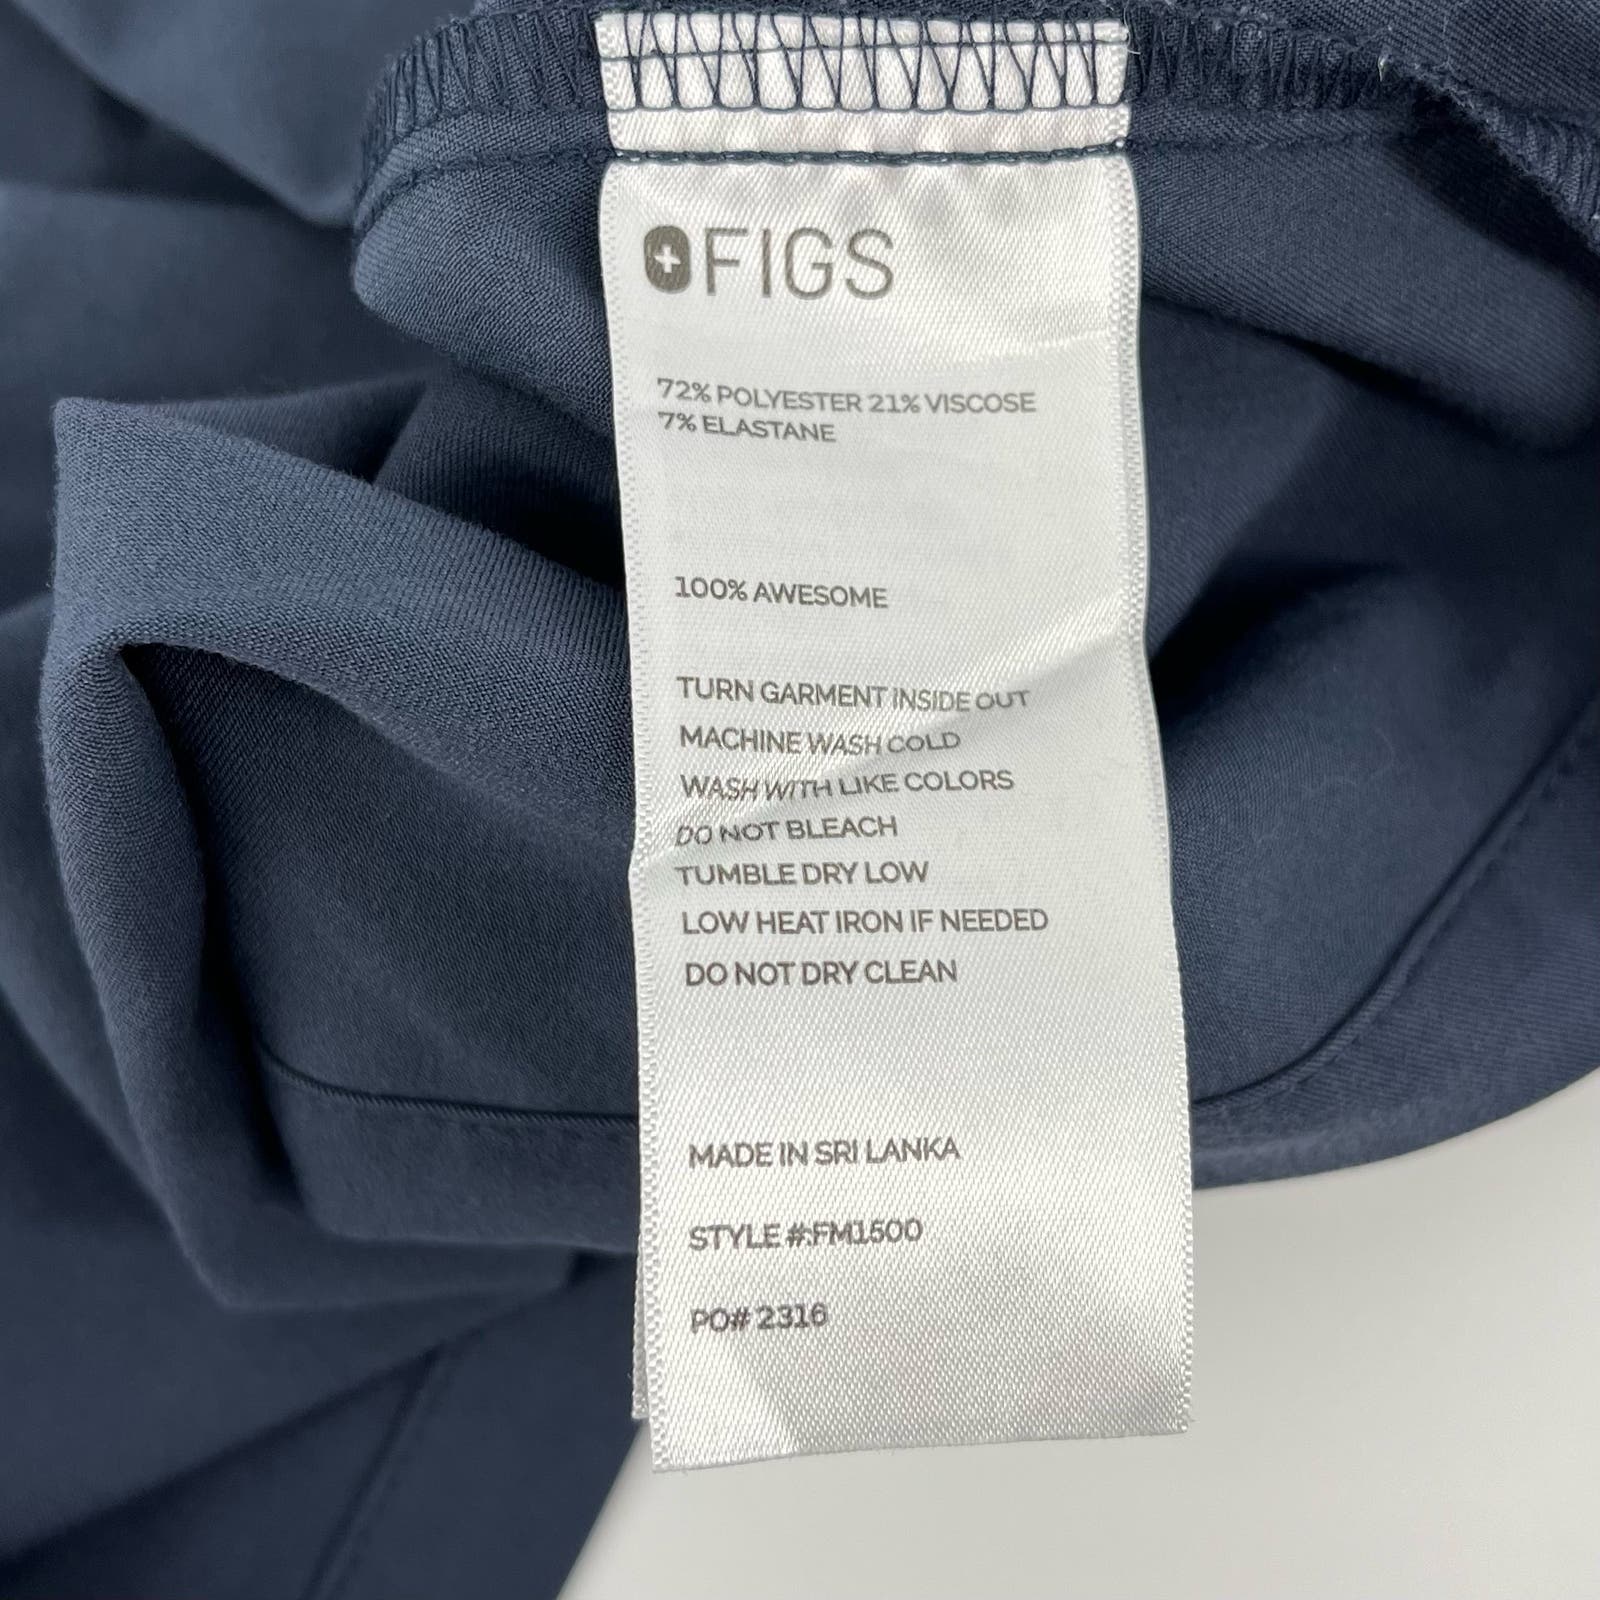 FIGS
72% POLYESTER 21% VISCOSE
7% ELASTANE
100% AWESOME
TURN GARMENT INSIDE OUT
MACHINE WASH COLD
WASH WITH LIKE COLORS
DO NOT BLEACH
TUMBLE DRY LOW
LOW HEAT IRON IF NEEDED
DO NOT DRY CLEAN
MADE IN SRI LANKA
STYLE #:FM1500
PO# 2316